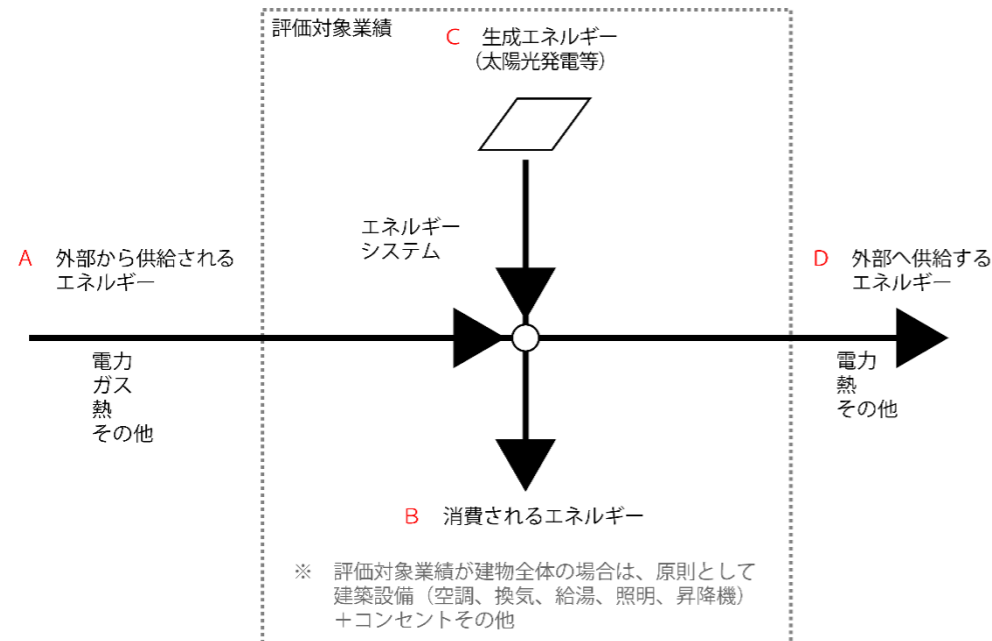 評価対象業績
C 生成エネルギー
（太陽光発電等）
エネルギー
システム
A 外部から供給される
エネルギー
D 外部へ供給する
エネルギー
電力
ガス
熱
その他
電力
熱
その他
B 消費されるエネルギー
※ 評価対象業績が建物全体の場合は、原則として
建築設備（空調、換気、給湯、照明、昇降機）
＋コンセントその他